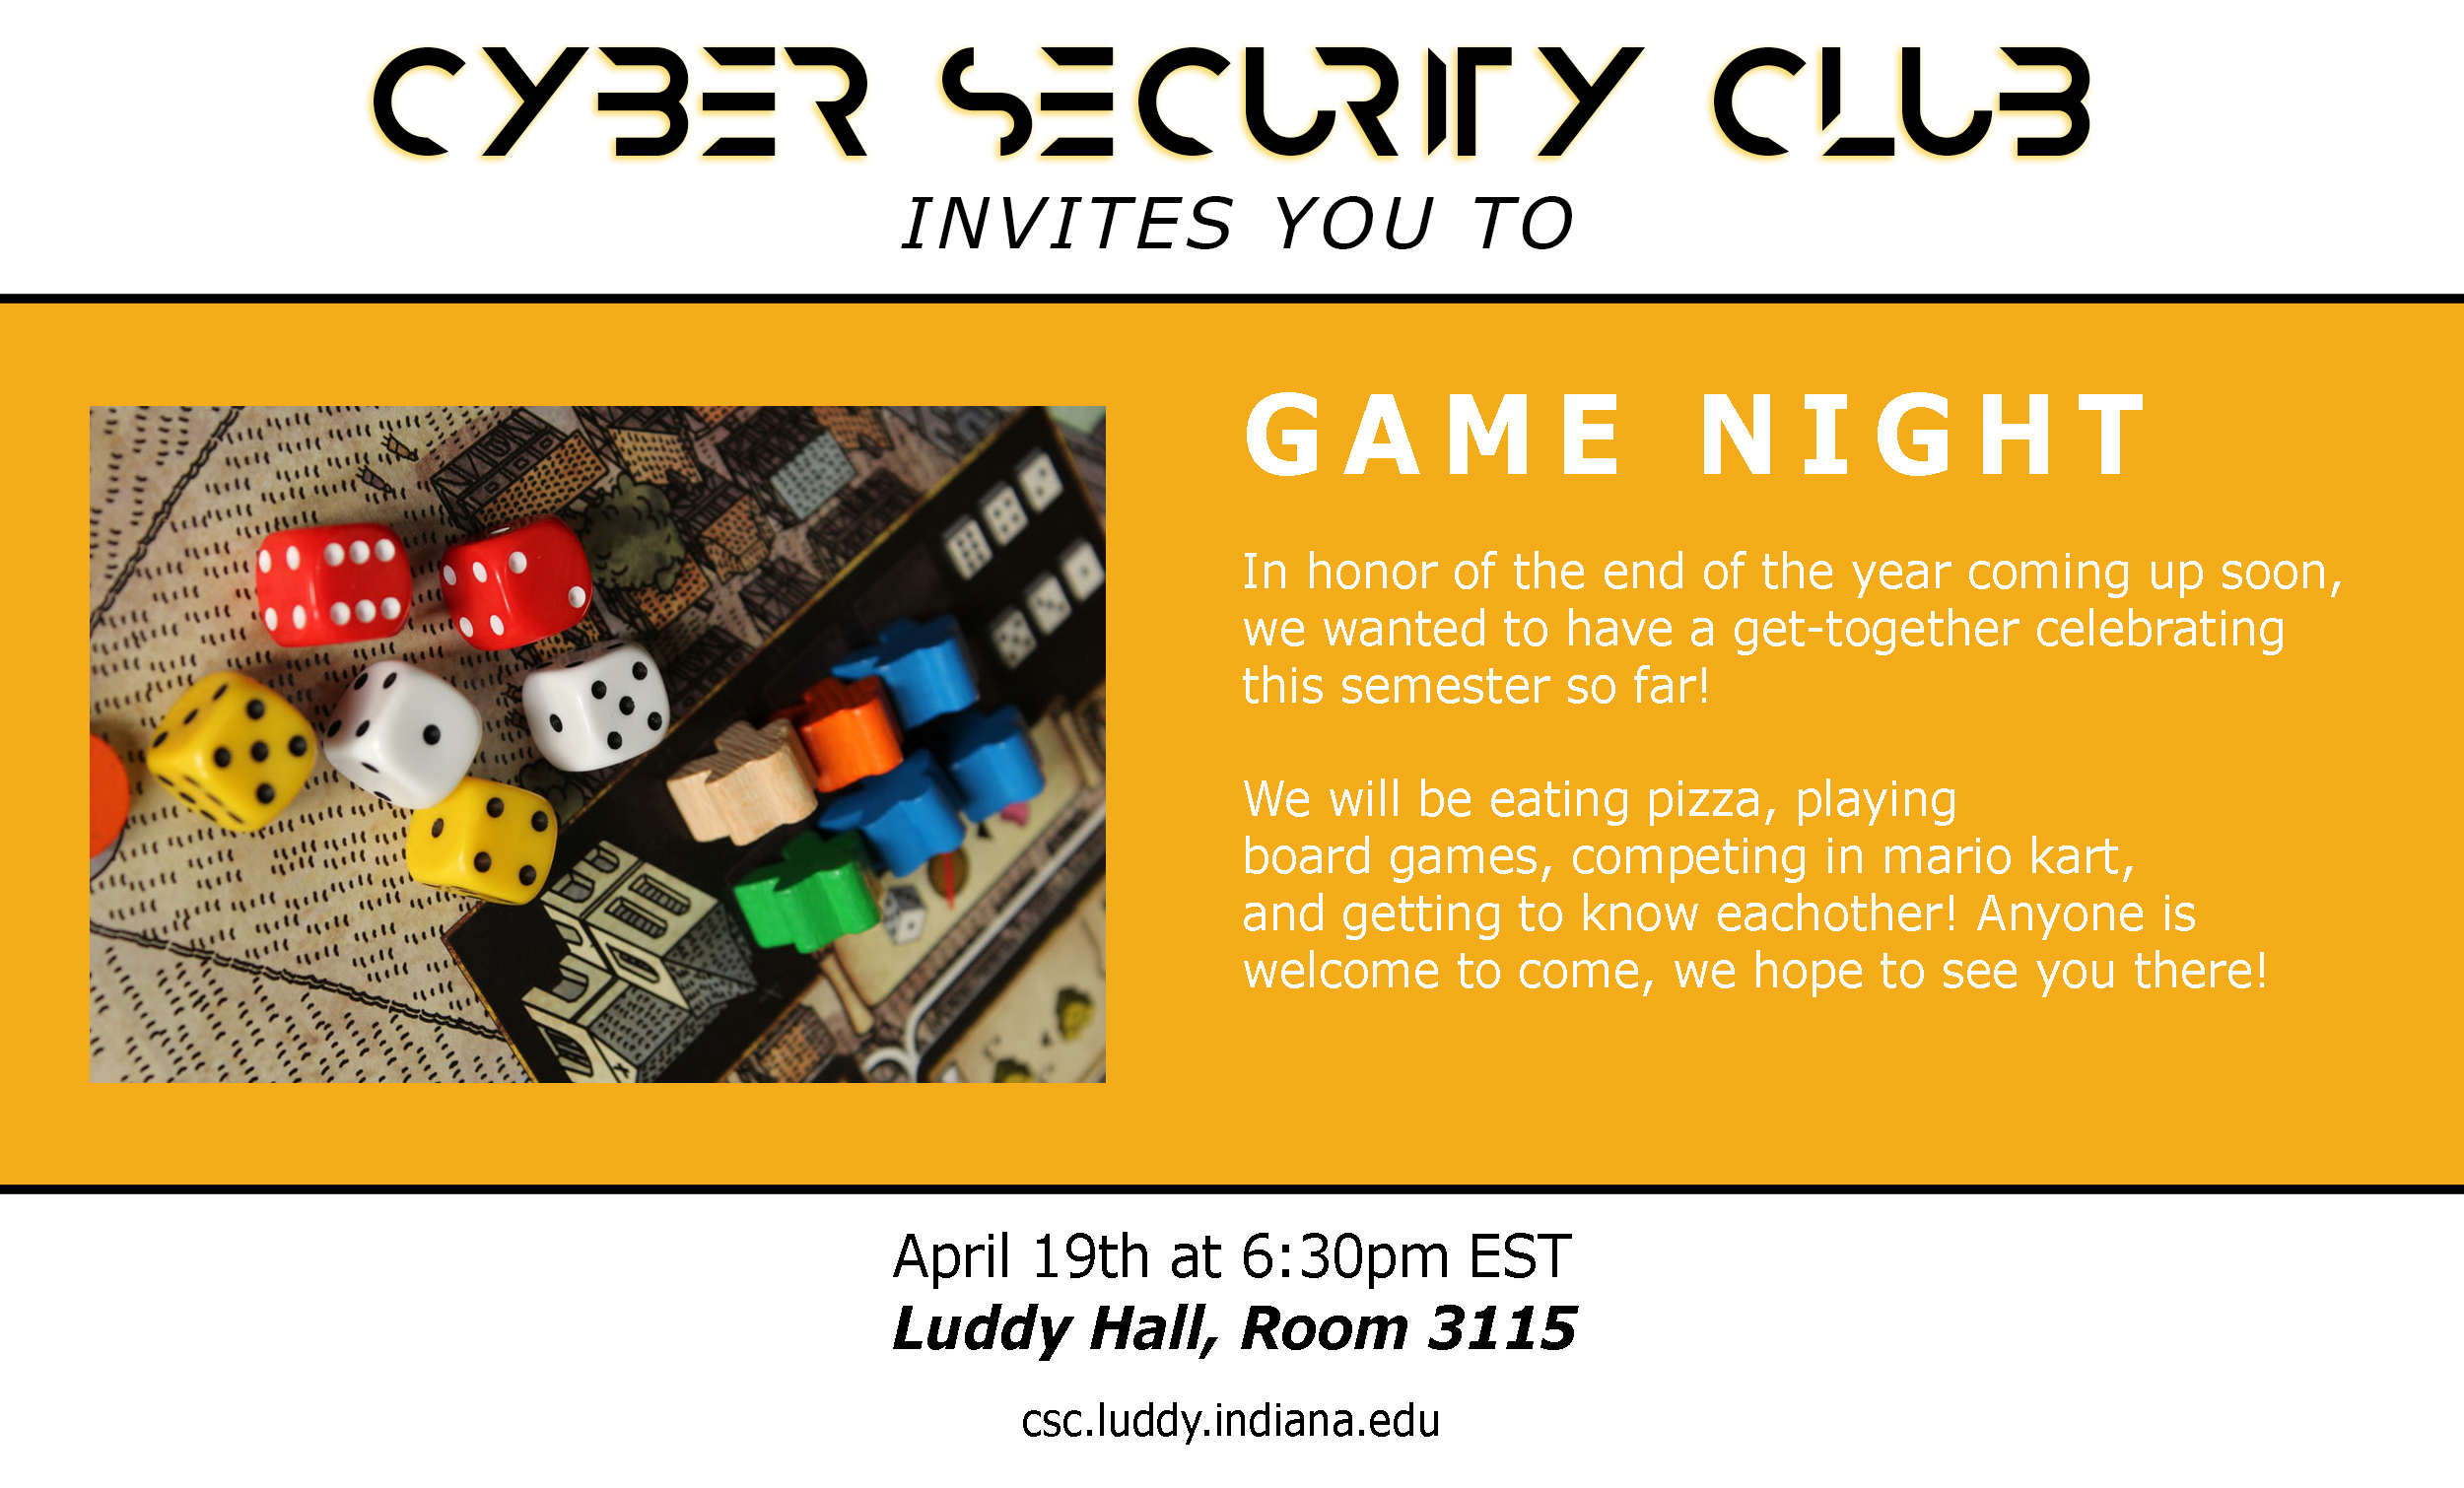 CYBER SECURITY CLUB
INVITES YOU TO
GAME NIGHT
In honor of the end of the year coming up soon,
we wanted to have a get-together celebrating
this semester so far!
We will be eating pizza, playing
board games, competing in mario kart,
and getting to know eachother! Anyone is
welcome to come, we hope to see you there!
April 19th at 6:30pm EST
Luddy Hall, Room 3115
csc.luddy.indiana.edu